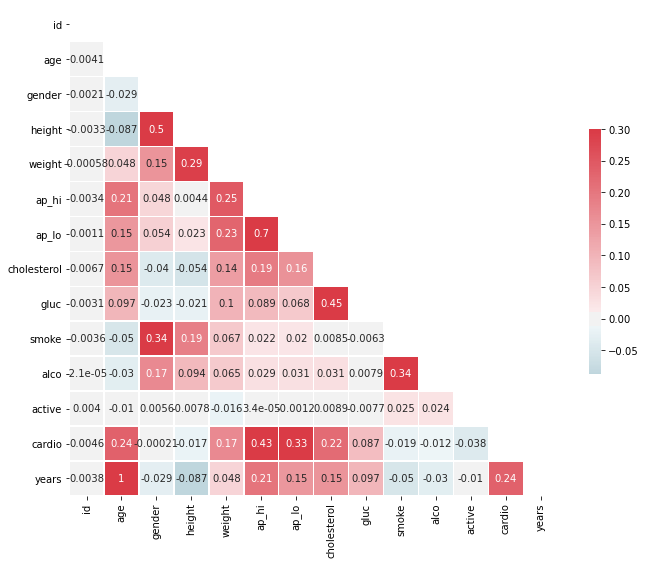 id
age 0.0041
gender 0.0021 -0.029
height -0.0033 -0.087 0.5
weight -0.00058 0.048 0.15 0.29
ap_hi 0.0034 0.21 0.048 0.0044 0.25
ap_lo 0.0011 0.15 0.054 0.023 0.23 0.7
cholesterol 0.0067 0.15 -0.04 -0.054 0.14 0.19 0.16
gluc 0.0031 0.097 -0.023 -0.021 0.1 0.089 0.068 0.45
smoke -0.0036 -0.05 0.34 0.19 0.067 0.022 0.02 0.0085 -0.0063
alco -2.1e-05 -0.03 0.17 0.094 0.065 0.029 0.031 0.031 0.0079 0.34
active 0.004 -0.01 0.0056 -0.0078 -0.016 3.4e-05 -0.0012 0.0089 -0.0077 0.025 0.024
cardio 0.0046 0.24 -0.00021 -0.017 0.17 0.43 0.33 0.22 0.087 -0.019 -0.012 -0.038
years 0.0038 1 -0.029 -0.087 0.048 0.21 0.15 0.15 0.097 -0.05 -0.03 -0.01 0.24
id age gender height weight ap_hi ap_lo cholesterol gluc smoke alco active cardio years
0.30
0.25
0.20
0.15
0.10
0.05
0.00
−0.05